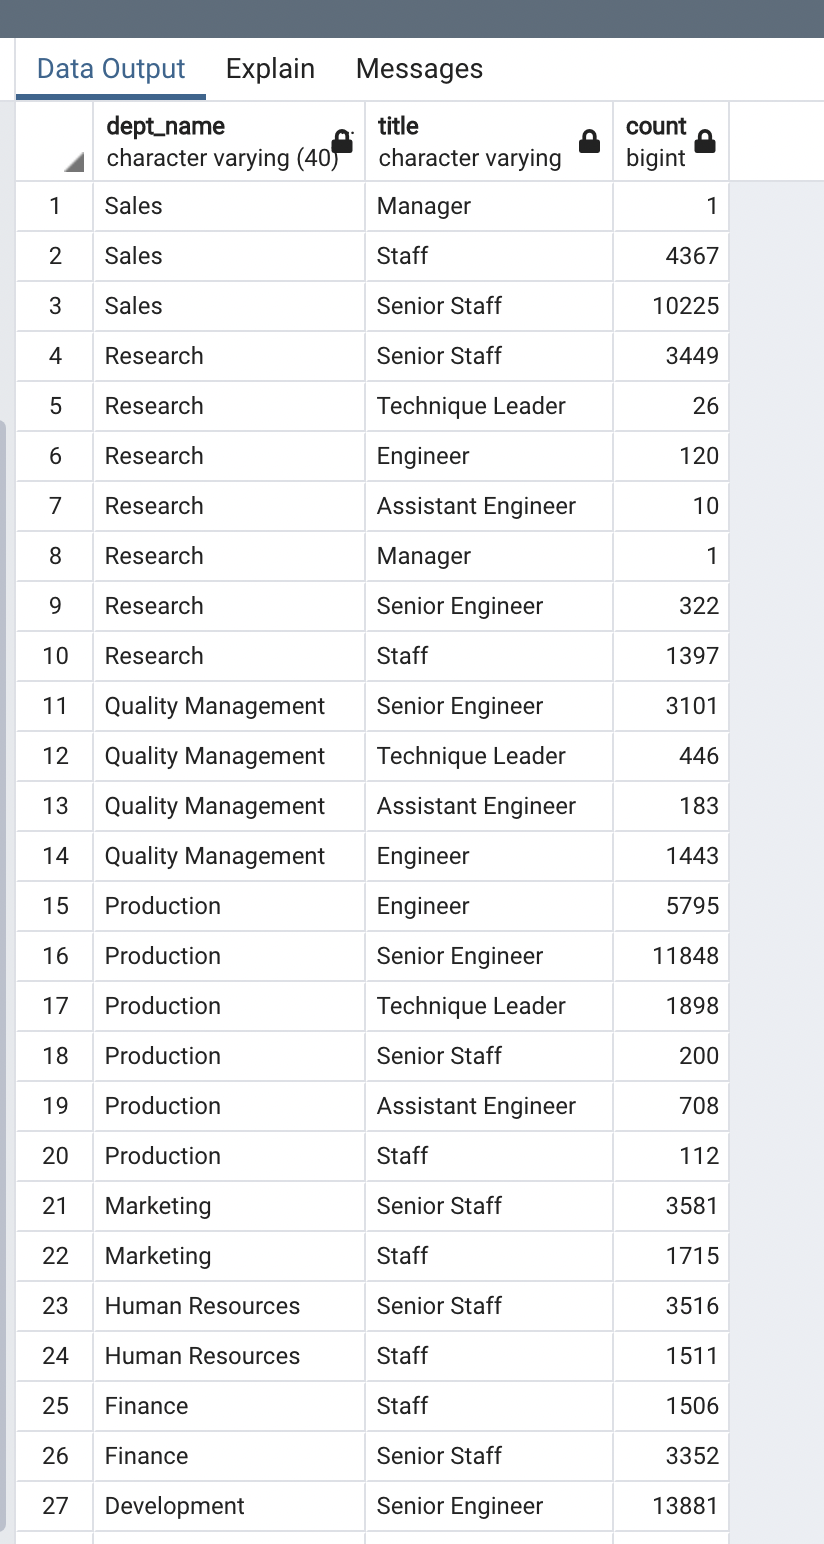 Data Output Explain Messages
dept_name title count
character varying (40) character varying bigint
1 Sales Manager 1
2 Sales Staff 4367
3 Sales Senior Staff 10225
4 Research Senior Staff 3449
5 Research Technique Leader 26
6 Research Engineer 120
7 Research Assistant Engineer 10
8 Research Manager 1
9 Research Senior Engineer 322
10 Research Staff 1397
11 Quality Management Senior Engineer 3101
12 Quality Management Technique Leader 446
13 Quality Management Assistant Engineer 183
14 Quality Management Engineer 1443
15 Production Engineer 5795
16 Production Senior Engineer 11848
17 Production Technique Leader 1898
18 Production Senior Staff 200
19 Production Assistant Engineer 708
20 Production Staff 112
21 Marketing Senior Staff 3581
22 Marketing Staff 1715
23 Human Resources Senior Staff 3516
24 Human Resources Staff 1511
25 Finance Staff 1506
26 Finance Senior Staff 3352
27 Development Senior Engineer 13881